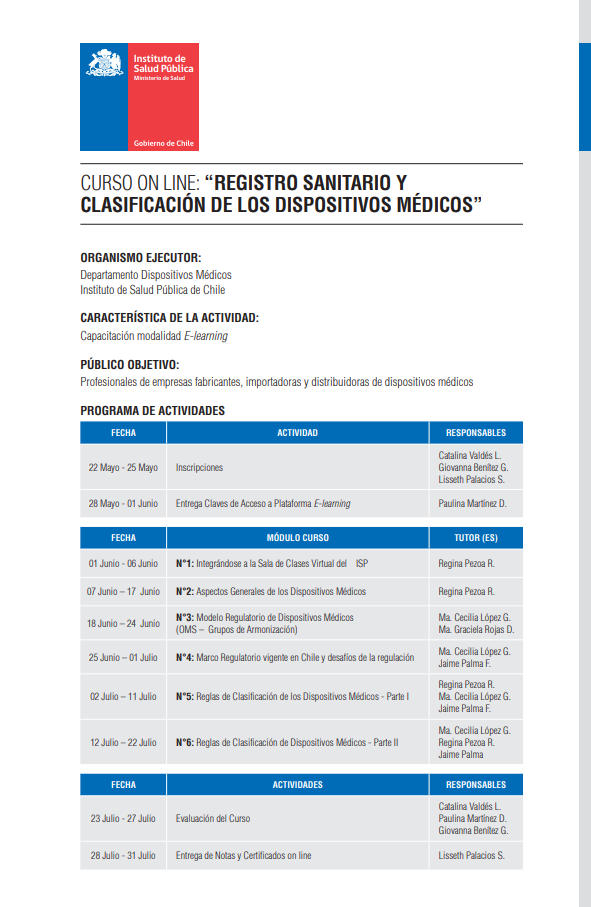 Instituto de
Salud Pública
Ministerio de Salud
Gobierno de Chile
CURSO ON LINE: “REGISTRO SANITARIO Y
CLASIFICACIÓN DE LOS DISPOSITIVOS MÉDICOS”
ORGANISMO EJECUTOR:
Departamento Dispositivos Médicos
Instituto de Salud Pública de Chile
CARACTERÍSTICA DE LA ACTIVIDAD:
Capacitación modalidad E-learning
PÚBLICO OBJETIVO:
Profesionales de empresas fabricantes, importadoras y distribuidoras de dispositivos médicos
PROGRAMA DE ACTIVIDADES
FECHA ACTIVIDAD RESPONSABLES
22 Mayo - 25 Mayo Inscripciones Catalina Valdés L.
Giovanna Benítez G.
Lisseth Palacios S.
28 Mayo - 01 Junio Entrega Claves de Acceso a Plataforma E-learning Paulina Martínez D.
FECHA MÓDULO CURSO TUTOR (ES)
01 Junio - 06 Junio N°1: Integrándose a la Sala de Clases Virtual del ISP Regina Pezoa R.
07 Junio – 17 Junio N°2: Aspectos Generales de los Dispositivos Médicos Regina Pezoa R.
18 Junio – 24 Junio N°3: Modelo Regulatorio de Dispositivos Médicos
(OMS – Grupos de Armonización) Ma. Cecilia López G.
Ma. Graciela Rojas D.
25 Junio – 01 Julio N°4: Marco Regulatorio vigente en Chile y desafíos de la regulación Ma. Cecilia López G.
Jaime Palma F.
02 Julio – 11 Julio N°5: Reglas de Clasificación de los Dispositivos Médicos - Parte I Regina Pezoa R.
Ma. Cecilia López G.
Jaime Palma F.
12 Julio – 22 Julio N°6: Reglas de Clasificación de Dispositivos Médicos - Parte II Ma. Cecilia López G.
Regina Pezoa R.
Jaime Palma
FECHA ACTIVIDADES RESPONSABLES
23 Julio - 27 Julio Evaluación del Curso Catalina Valdés L.
Paulina Martínez D.
Giovanna Benítez G.
28 Julio - 31 Julio Entrega de Notas y Certificados on line Lisseth Palacios S.